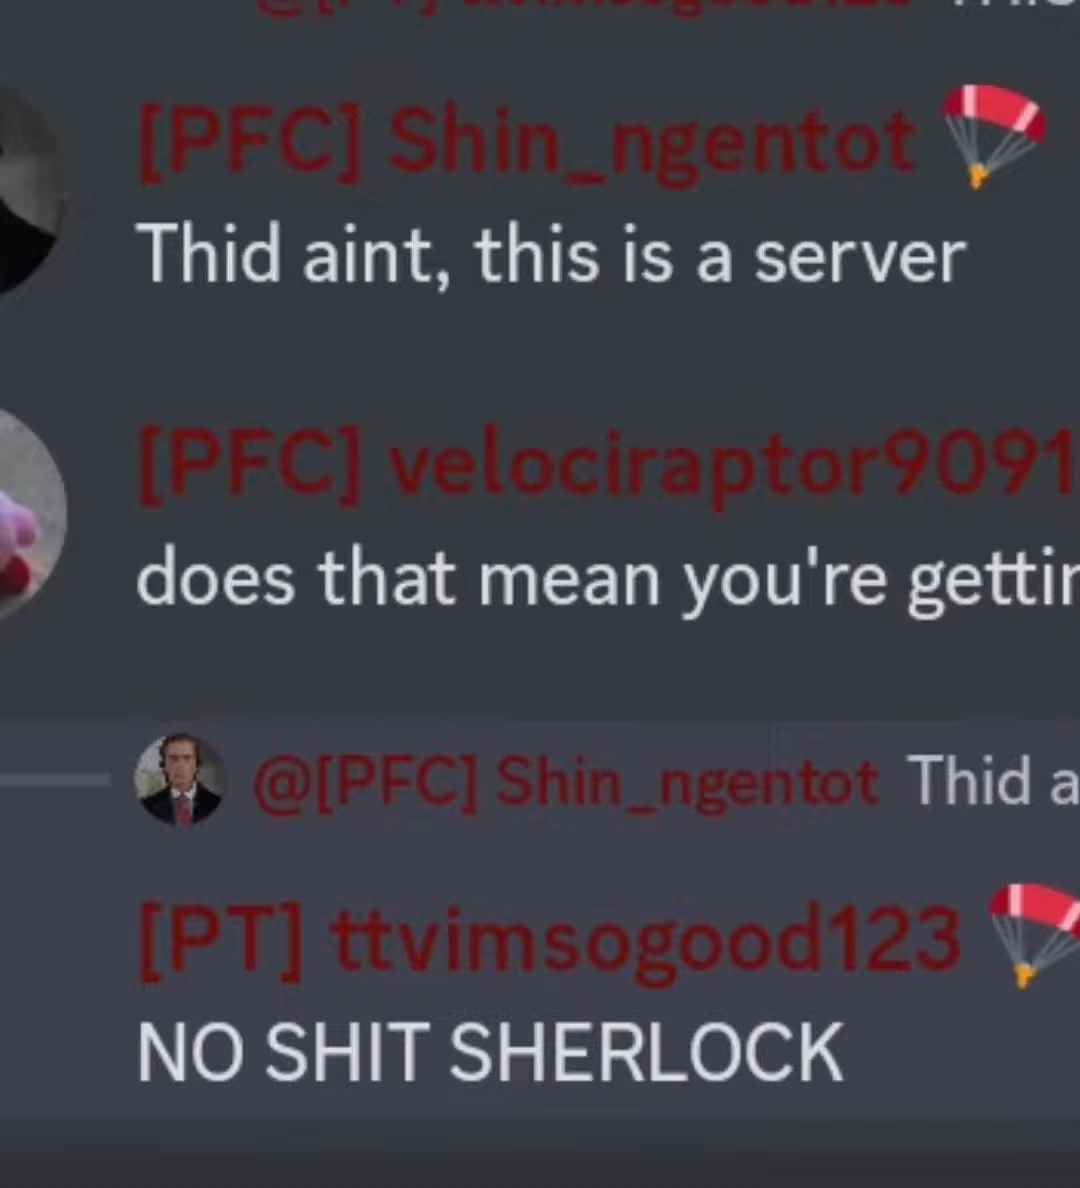 [PFC] Shin_ngentot
Thid aint, this is a server
[PFC] velociraptor9091
does that mean you're
@[PFC] Shin_ngentot Thid
[PT] ttvimsogood123
NO SHIT SHERLOCK